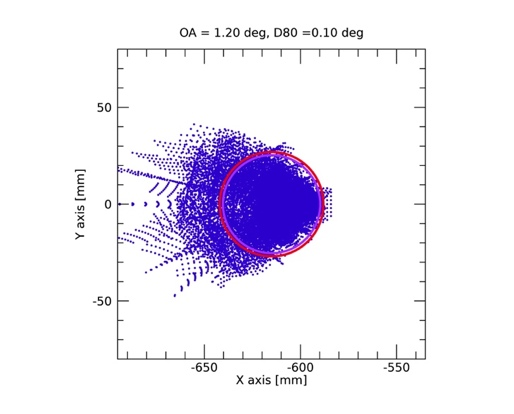 OA = 1.20 deg, D80 =0.10 deg
50
0
-50
Y axis [mm]
-650
-600
-550
X axis [mm]